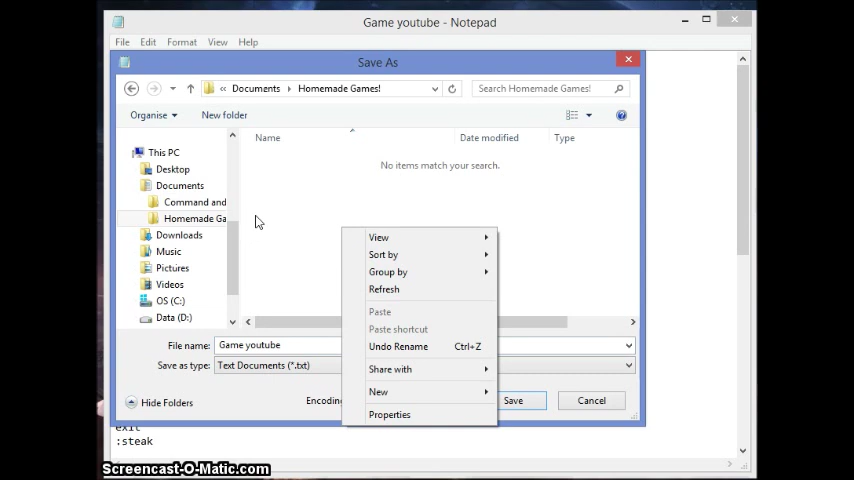 Game youtube - Notepad
File Edit Format View Help
Save As
« Documents Homemade Games!
Search Homemade Games!
Organise New folder
Name Date modified Type
No items match your search.
This PC
Desktop
Documents
Command and
Homemade Ga
Downloads
Music
Pictures
Videos
OS (C:)
Data (D:)
View
Sort by
Group by
Refresh
Paste
Paste shortcut
Undo Rename Ctrl+Z
Share with
New
Properties
File name: Game youtube
Save as type: Text Documents (*.txt)
Hide Folders
Encoding
Save Cancel
exit
:steak
Screencast-O-Matic.com